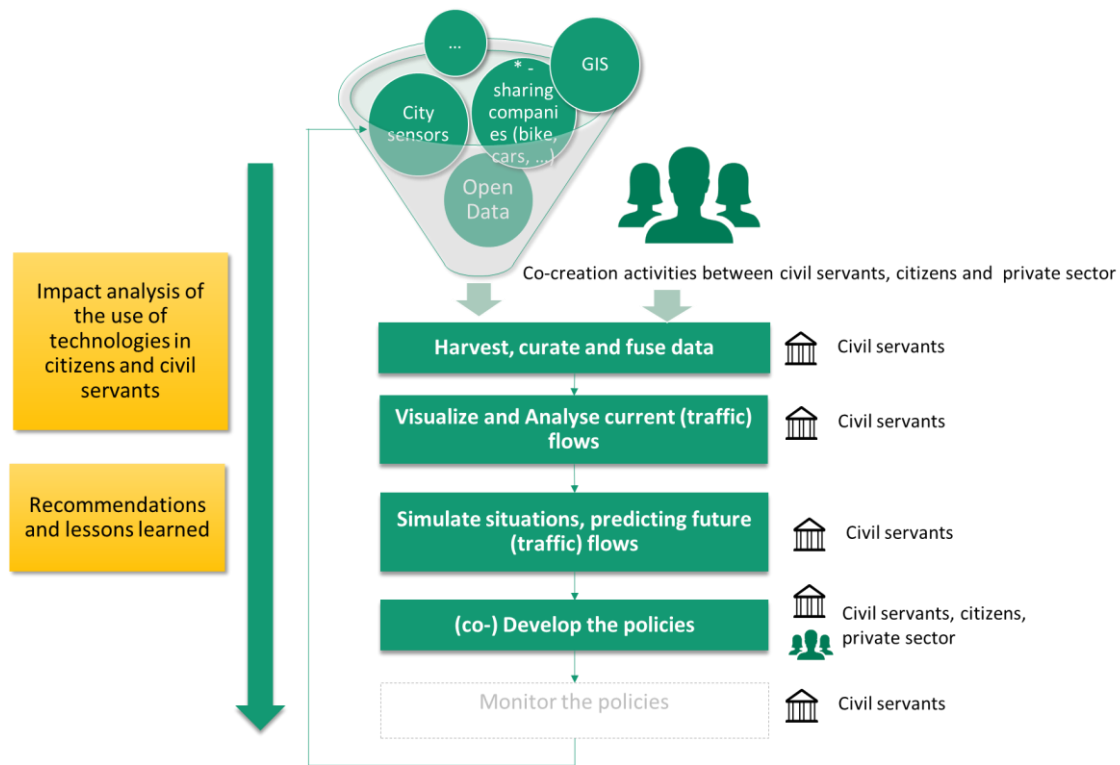 ...
GIS
* -
sharing
compani
es (bike,
cars, ...)
City
sensors
Open
Data
Co-creation activities between civil servants, citizens and private sector
Impact analysis of
the use of
technologies in
citizens and civil
servants
Recommendations
and lessons learned
Harvest, curate and fuse data
Civil servants
Visualize and Analyse current (traffic)
flows
Civil servants
Simulate situations, predicting future
(traffic) flows
Civil servants
(co-) Develop the policies
Civil servants, citizens,
private sector
Monitor the policies
Civil servants